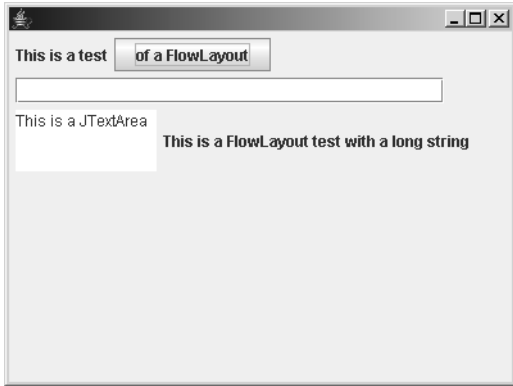 This is a test of a FlowLayout
This is a JTextArea
This is a FlowLayout test with a long string